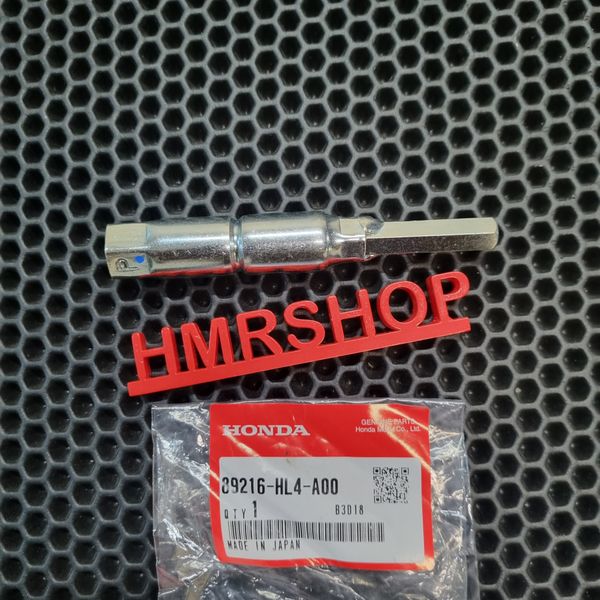 P
HMRSHOP
HONDA
GENUINE PARTS
Honda Motor Co., Ltd.
89216-HL4-A00
QTY 1
B3018
MADE IN JAPAN